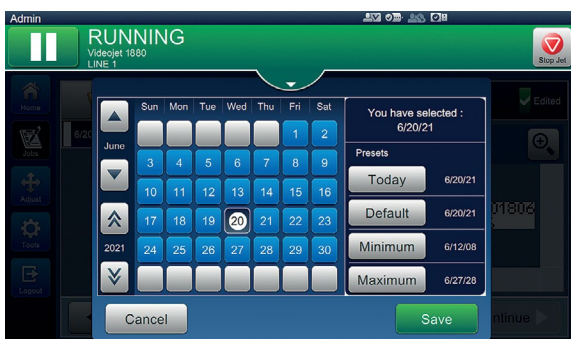 Admin
RUNNING
Videojet 1880
LINE 1
Stop Jet
Home
Jobs
Adjust
Tools
Logout
Edited
6/20
Sun Mon Tue Wed Thu Fri Sat
June
1 2
3 4 5 6 7 8 9
10 11 12 13 14 15 16
17 18 19 20 21 22 23
2021
24 25 26 27 28 29 30
You have selected :
6/20/21
Presets
Today 6/20/21
Default 6/20/21
Minimum 6/12/08
Maximum 6/27/28
Cancel
Save
ntinue